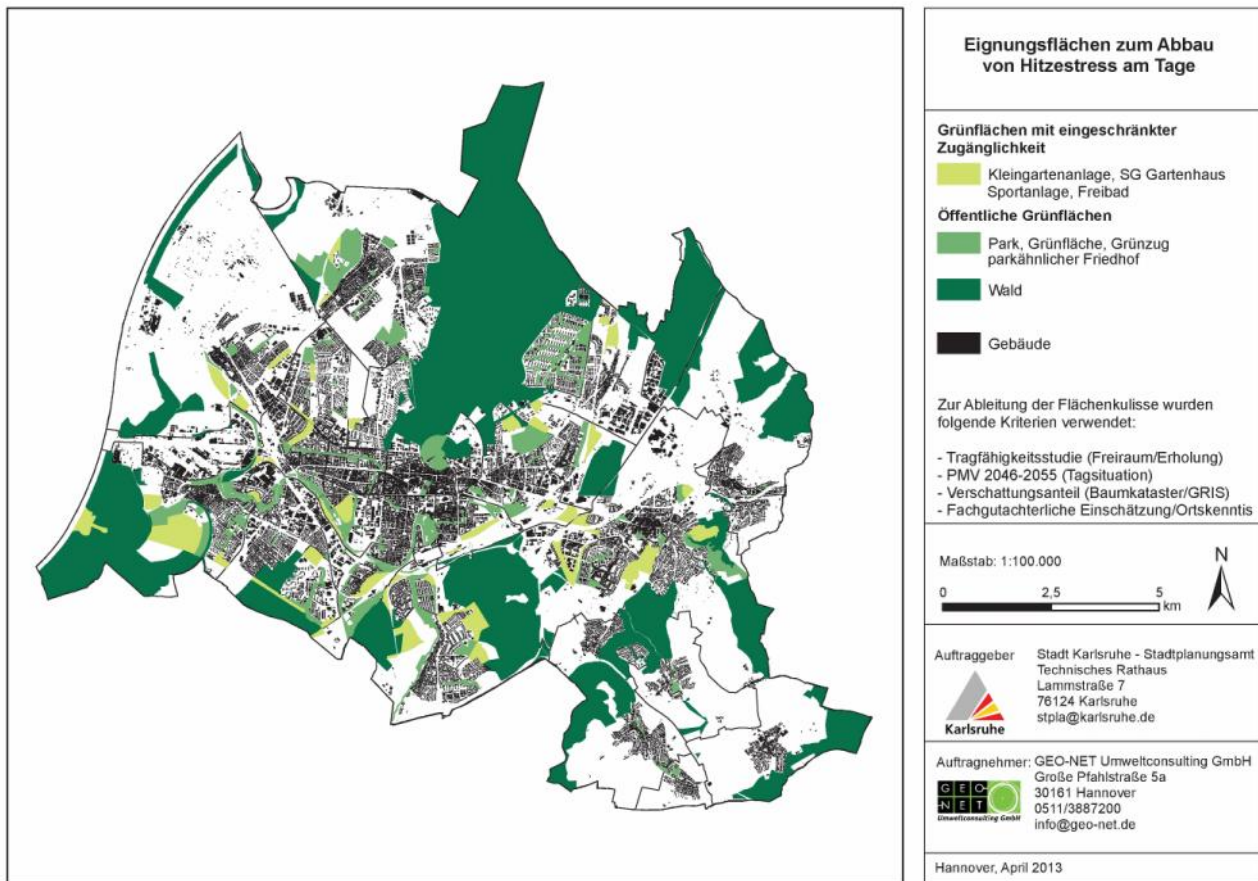 Eignungsflächen zum Abbau
von Hitzestress am Tage
Grünflächen mit eingeschränkter
Zugänglichkeit
Kleingartenanlage, SG Gartenhaus
Sportanlage, Freibad
Öffentliche Grünflächen
Park, Grünfläche, Grünzug
parkähnlicher Friedhof
Wald
Gebäude
Zur Ableitung der Flächenkulisse wurden
folgende Kriterien verwendet:
- Tragfähigkeitsstudie (Freiraum/Erholung)
- PMV 2046-2055 (Tagsituation)
- Verschattungsanteil (Baumkataster/GRIS)
- Fachgutachterliche Einschätzung/Ortskenntis
Maßstab: 1:100.000
N
0 2,5 5
km
Auftraggeber
Stadt Karlsruhe - Stadtplanungsamt
Technisches Rathaus
Lammstraße 7
76124 Karlsruhe
stpla@karlsruhe.de
Karlsruhe
Auftragnehmer: GEO-NET Umweltconsulting GmbH
Große Pfahlstraße 5a
30161 Hannover
0511/3887200
info@geo-net.de
GEO
NET
Umweltconsulting GmbH
Hannover, April 2013